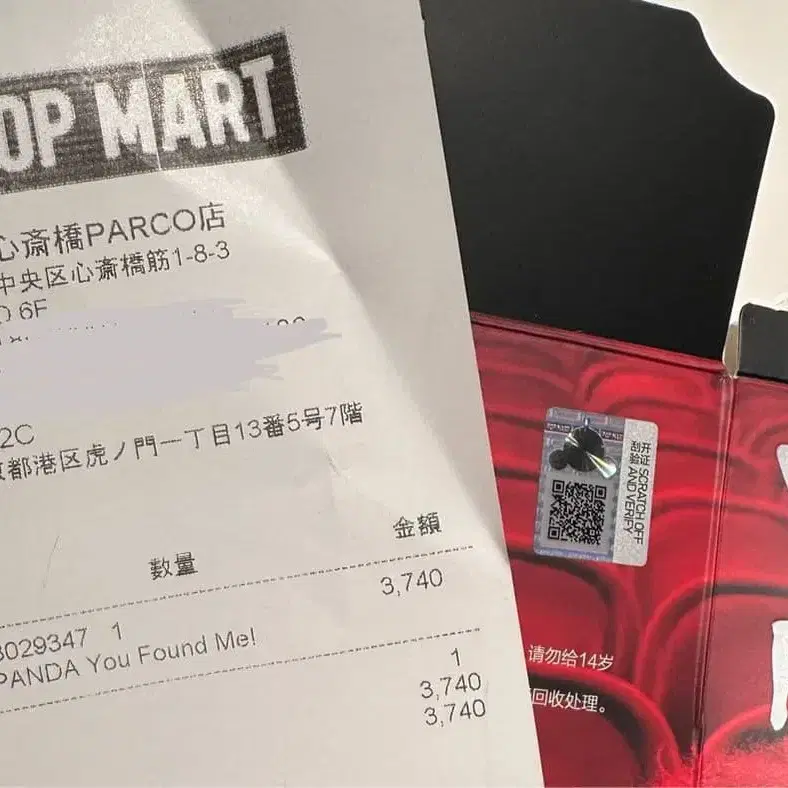 OP MART
心斎橋PARCO店
中央区心斎橋筋1-8-3
6F
2C
都港区虎ノ門一丁目13番5号7階
数量 金額
3,740
3029347 1
PANDA You Found Me!
1
3,740
3,740
POP MART
开证 SCRATCH OFF
刮验 AND VERIFY
请勿给14岁
回收处理。